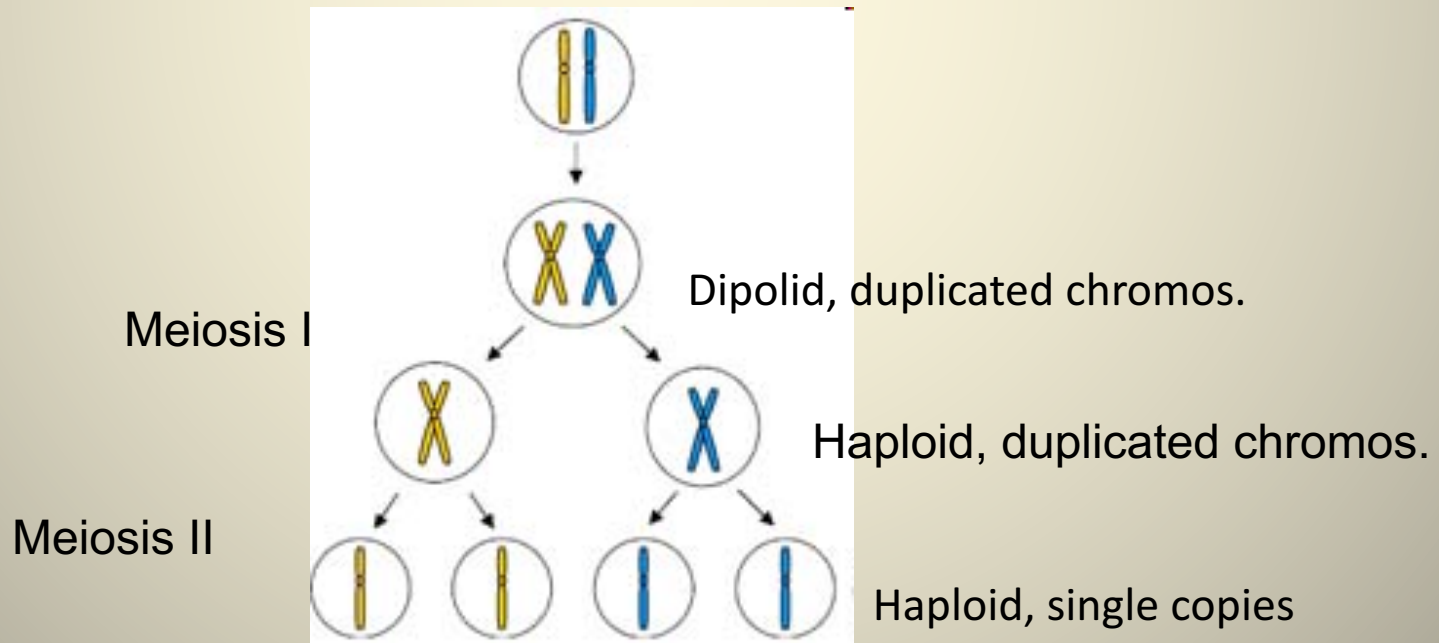 Dipolid, duplicated chromos.
Meiosis I
Haploid, duplicated chromos.
Meiosis II
Haploid, single copies